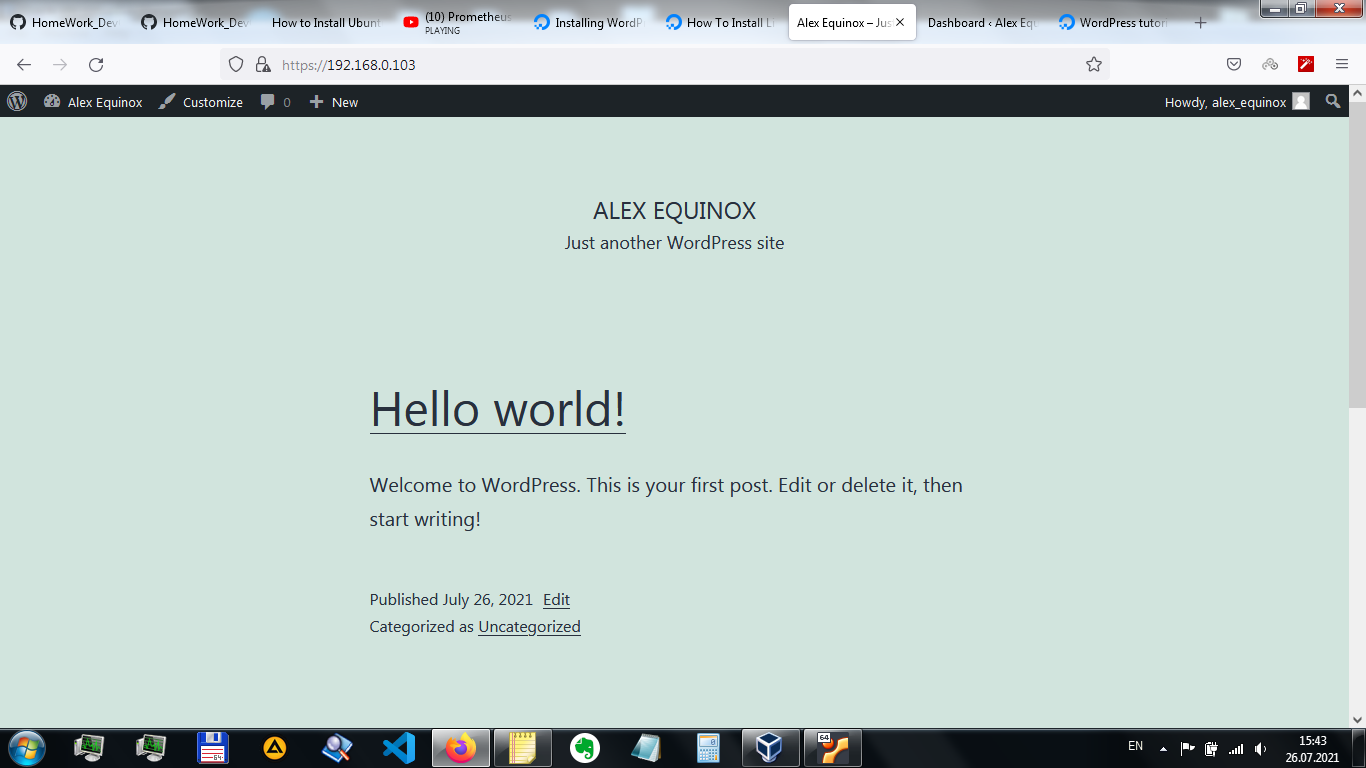 HomeWork_Dev
HomeWork_Dev
How to Install Ubunt
(10) Prometheus
PLAYING
Installing WordP
How To Install
Alex Equinox – Jus
Dashboard ‹ Alex Equ
WordPress tutori
https://192.168.0.103
Alex Equinox
Customize
0
New
Howdy, alex_equinox
ALEX EQUINOX
Just another WordPress site
Hello world!
Welcome to WordPress. This is your first post. Edit or delete it, then
start writing!
Published July 26, 2021 Edit
Categorized as Uncategorized
64
EN
15:43
26.07.2021